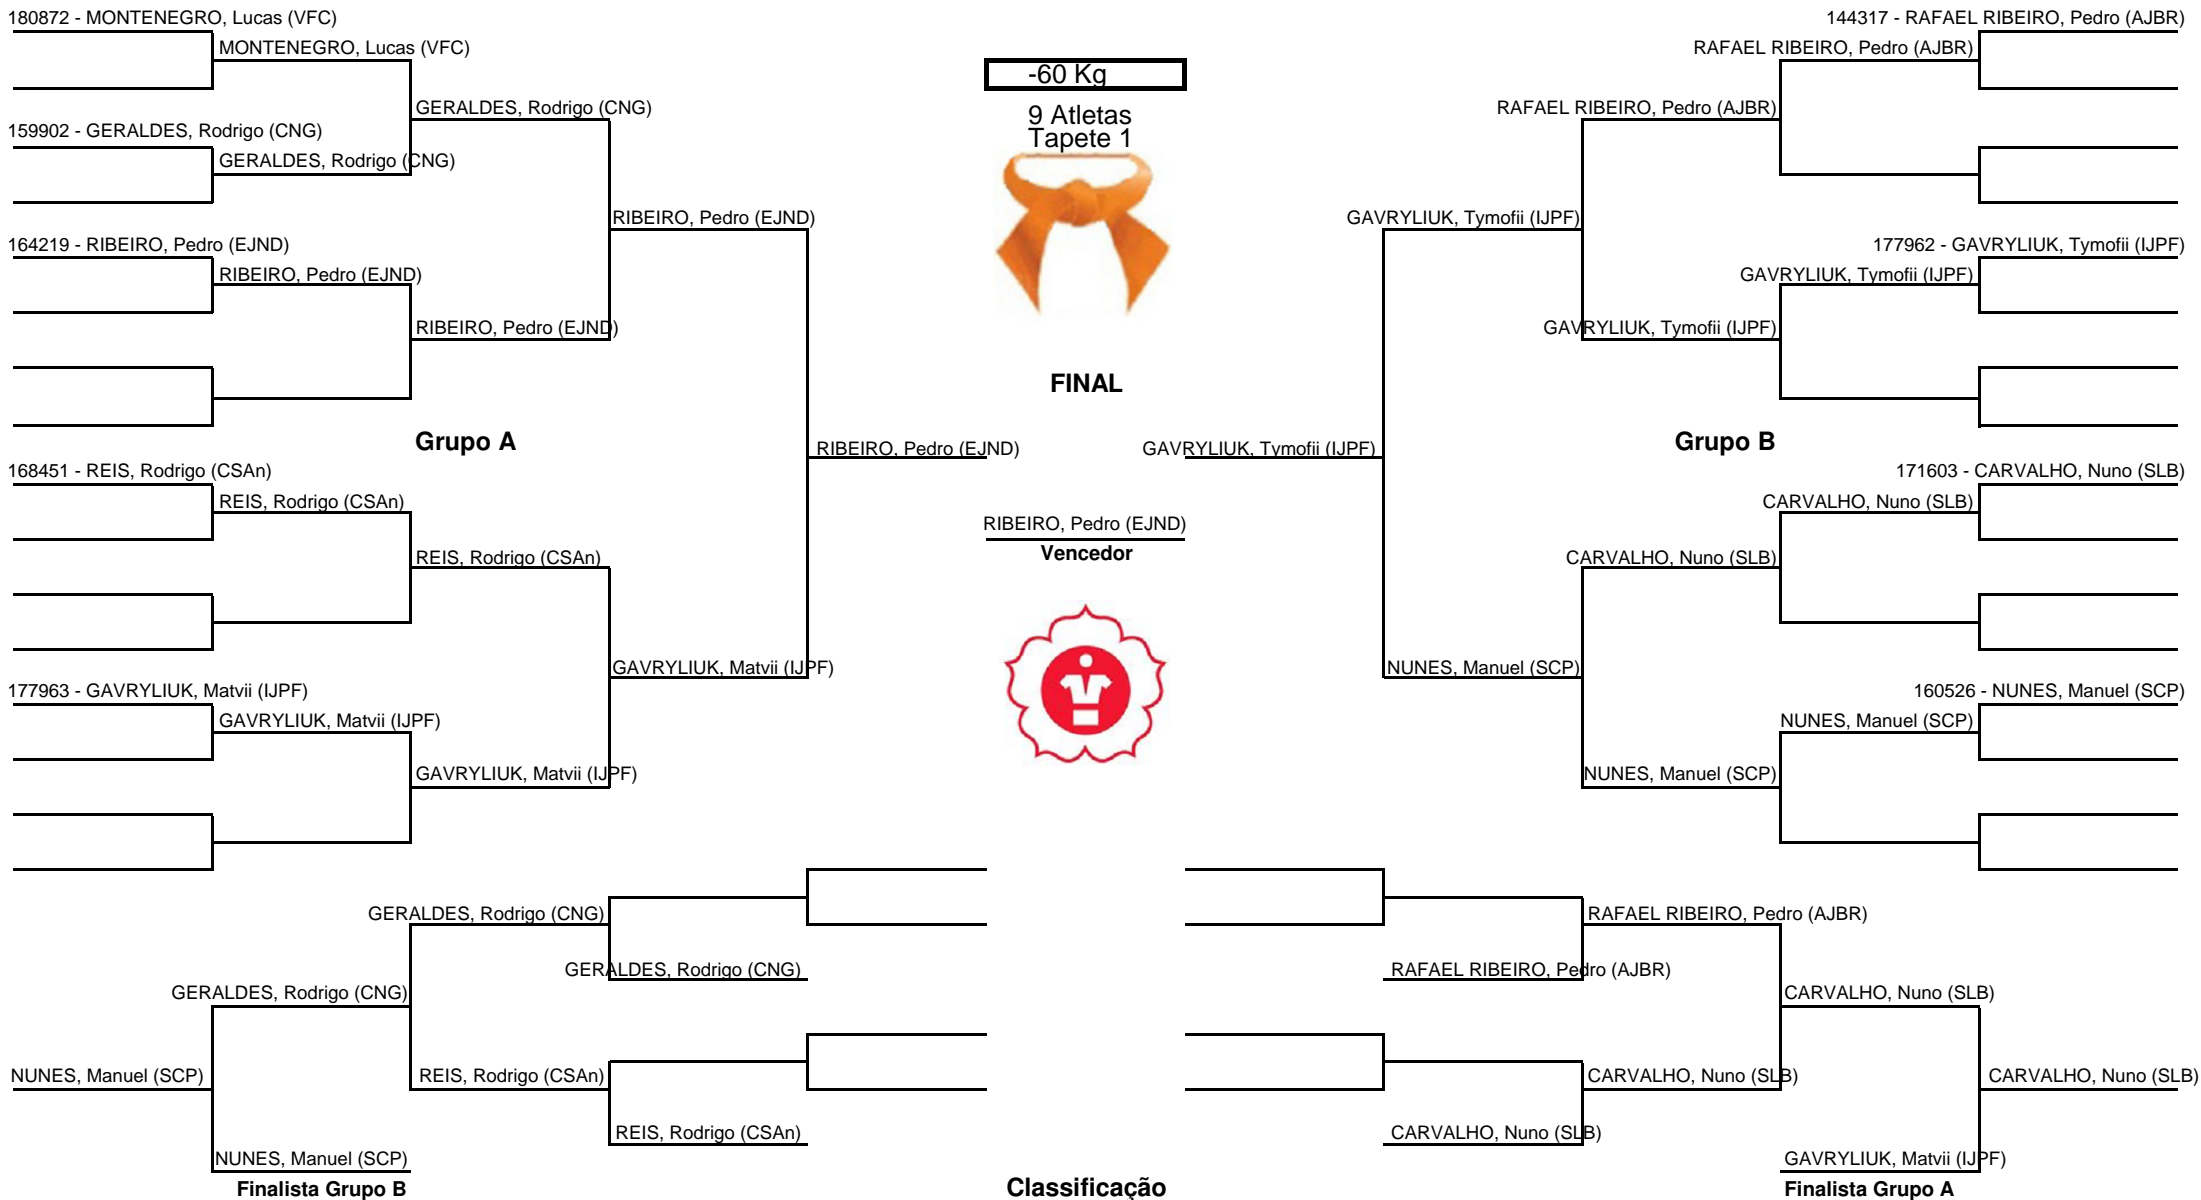 180872 - MONTENEGRO, Lucas (VFC)
MONTENEGRO, Lucas (VFC)
GERALDES, Rodrigo (CNG)
159902 - GERALDES, Rodrigo (CNG)
GERALDES, Rodrigo (CNG)
RIBEIRO, Pedro (EJND)
164219 - RIBEIRO, Pedro (EJND)
RIBEIRO, Pedro (EJND)
RIBEIRO, Pedro (EJND)
Grupo A
RIBEIRO, Pedro (EJND)
168451 - REIS, Rodrigo (CSAn)
REIS, Rodrigo (CSAn)
REIS, Rodrigo (CSAn)
GAVRYLIUK, Matvii (IJPF)
177963 - GAVRYLIUK, Matvii (IJPF)
GAVRYLIUK, Matvii (IJPF)
GAVRYLIUK, Matvii (IJPF)
-60 Kg
9 Atletas
Tapete 1
FINAL
RIBEIRO, Pedro (EJND)
Vencedor
144317 - RAFAEL RIBEIRO, Pedro (AJBR)
RAFAEL RIBEIRO, Pedro (AJBR)
RAFAEL RIBEIRO, Pedro (AJBR)
GAVRYLIUK, Tymofii (IJPF)
177962 - GAVRYLIUK, Tymofii (IJPF)
GAVRYLIUK, Tymofii (IJPF)
GAVRYLIUK, Tymofii (IJPF)
Grupo B
GAVRYLIUK, Tymofii (IJPF)
171603 - CARVALHO, Nuno (SLB)
CARVALHO, Nuno (SLB)
CARVALHO, Nuno (SLB)
NUNES, Manuel (SCP)
160526 - NUNES, Manuel (SCP)
NUNES, Manuel (SCP)
NUNES, Manuel (SCP)
GERALDES, Rodrigo (CNG)
GERALDES, Rodrigo (CNG)
GERALDES, Rodrigo (CNG)
NUNES, Manuel (SCP)
REIS, Rodrigo (CSAn)
REIS, Rodrigo (CSAn)
NUNES, Manuel (SCP)
Finalista Grupo B
RAFAEL RIBEIRO, Pedro (AJBR)
RAFAEL RIBEIRO, Pedro (AJBR)
CARVALHO, Nuno (SLB)
CARVALHO, Nuno (SLB)
CARVALHO, Nuno (SLB)
CARVALHO, Nuno (SLB)
GAVRYLIUK, Matvii (IJPF)
Finalista Grupo A
Classificação